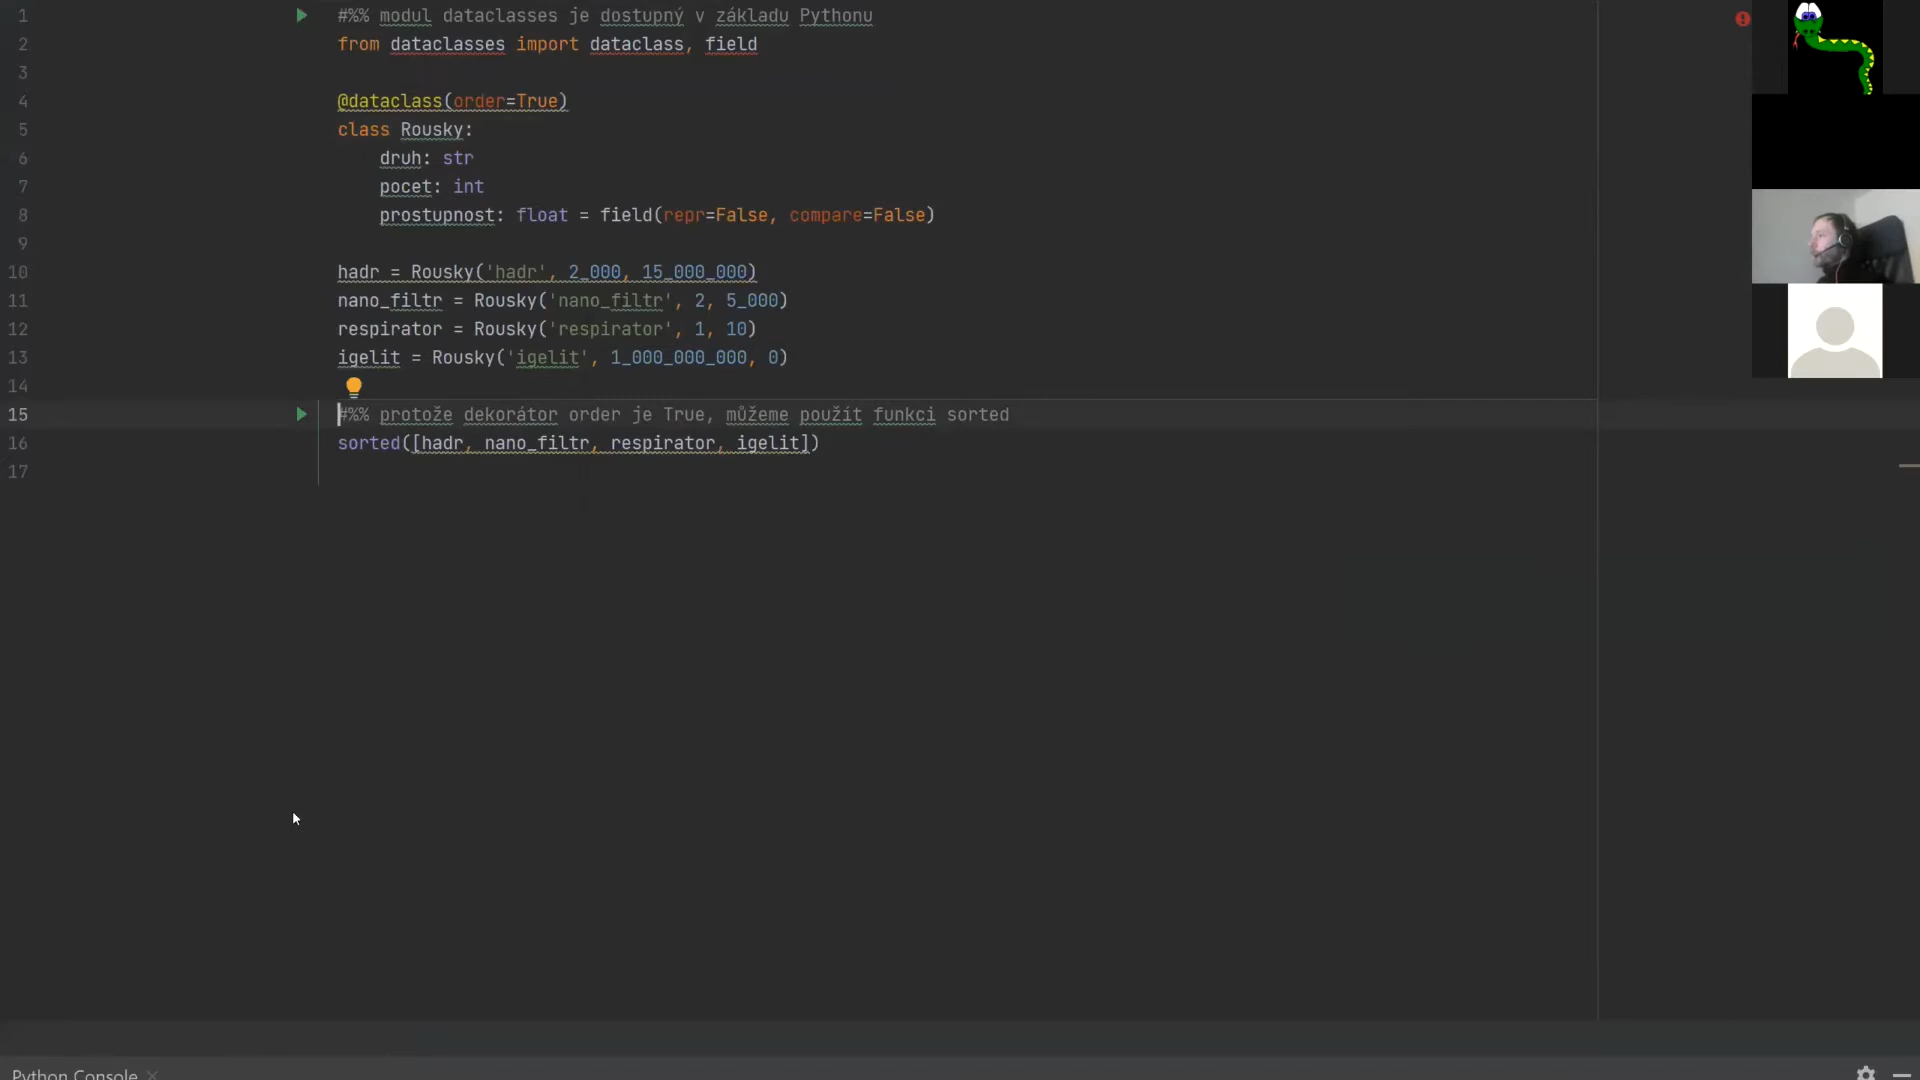 1 #%% modul dataclasses je dostupný v základu Pythonu
2 from dataclasses import dataclass, field
3
4 @dataclass(order=True)
5 class Rousky:
6 druh: str
7 pocet: int
8 prostupnost: float = field(repr=False, compare=False)
9
10 hadr = Rousky('hadr', 2_000, 15_000_000)
11 nano_filtr = Rousky('nano_filtr', 2, 5_000)
12 respirator = Rousky('respirator', 1, 10)
13 igelit = Rousky('igelit', 1_000_000_000, 0)
14
15 #%% protože dekorátor order je True, můžeme použít funkci sorted
16 sorted([hadr, nano_filtr, respirator, igelit])
17
Python Console